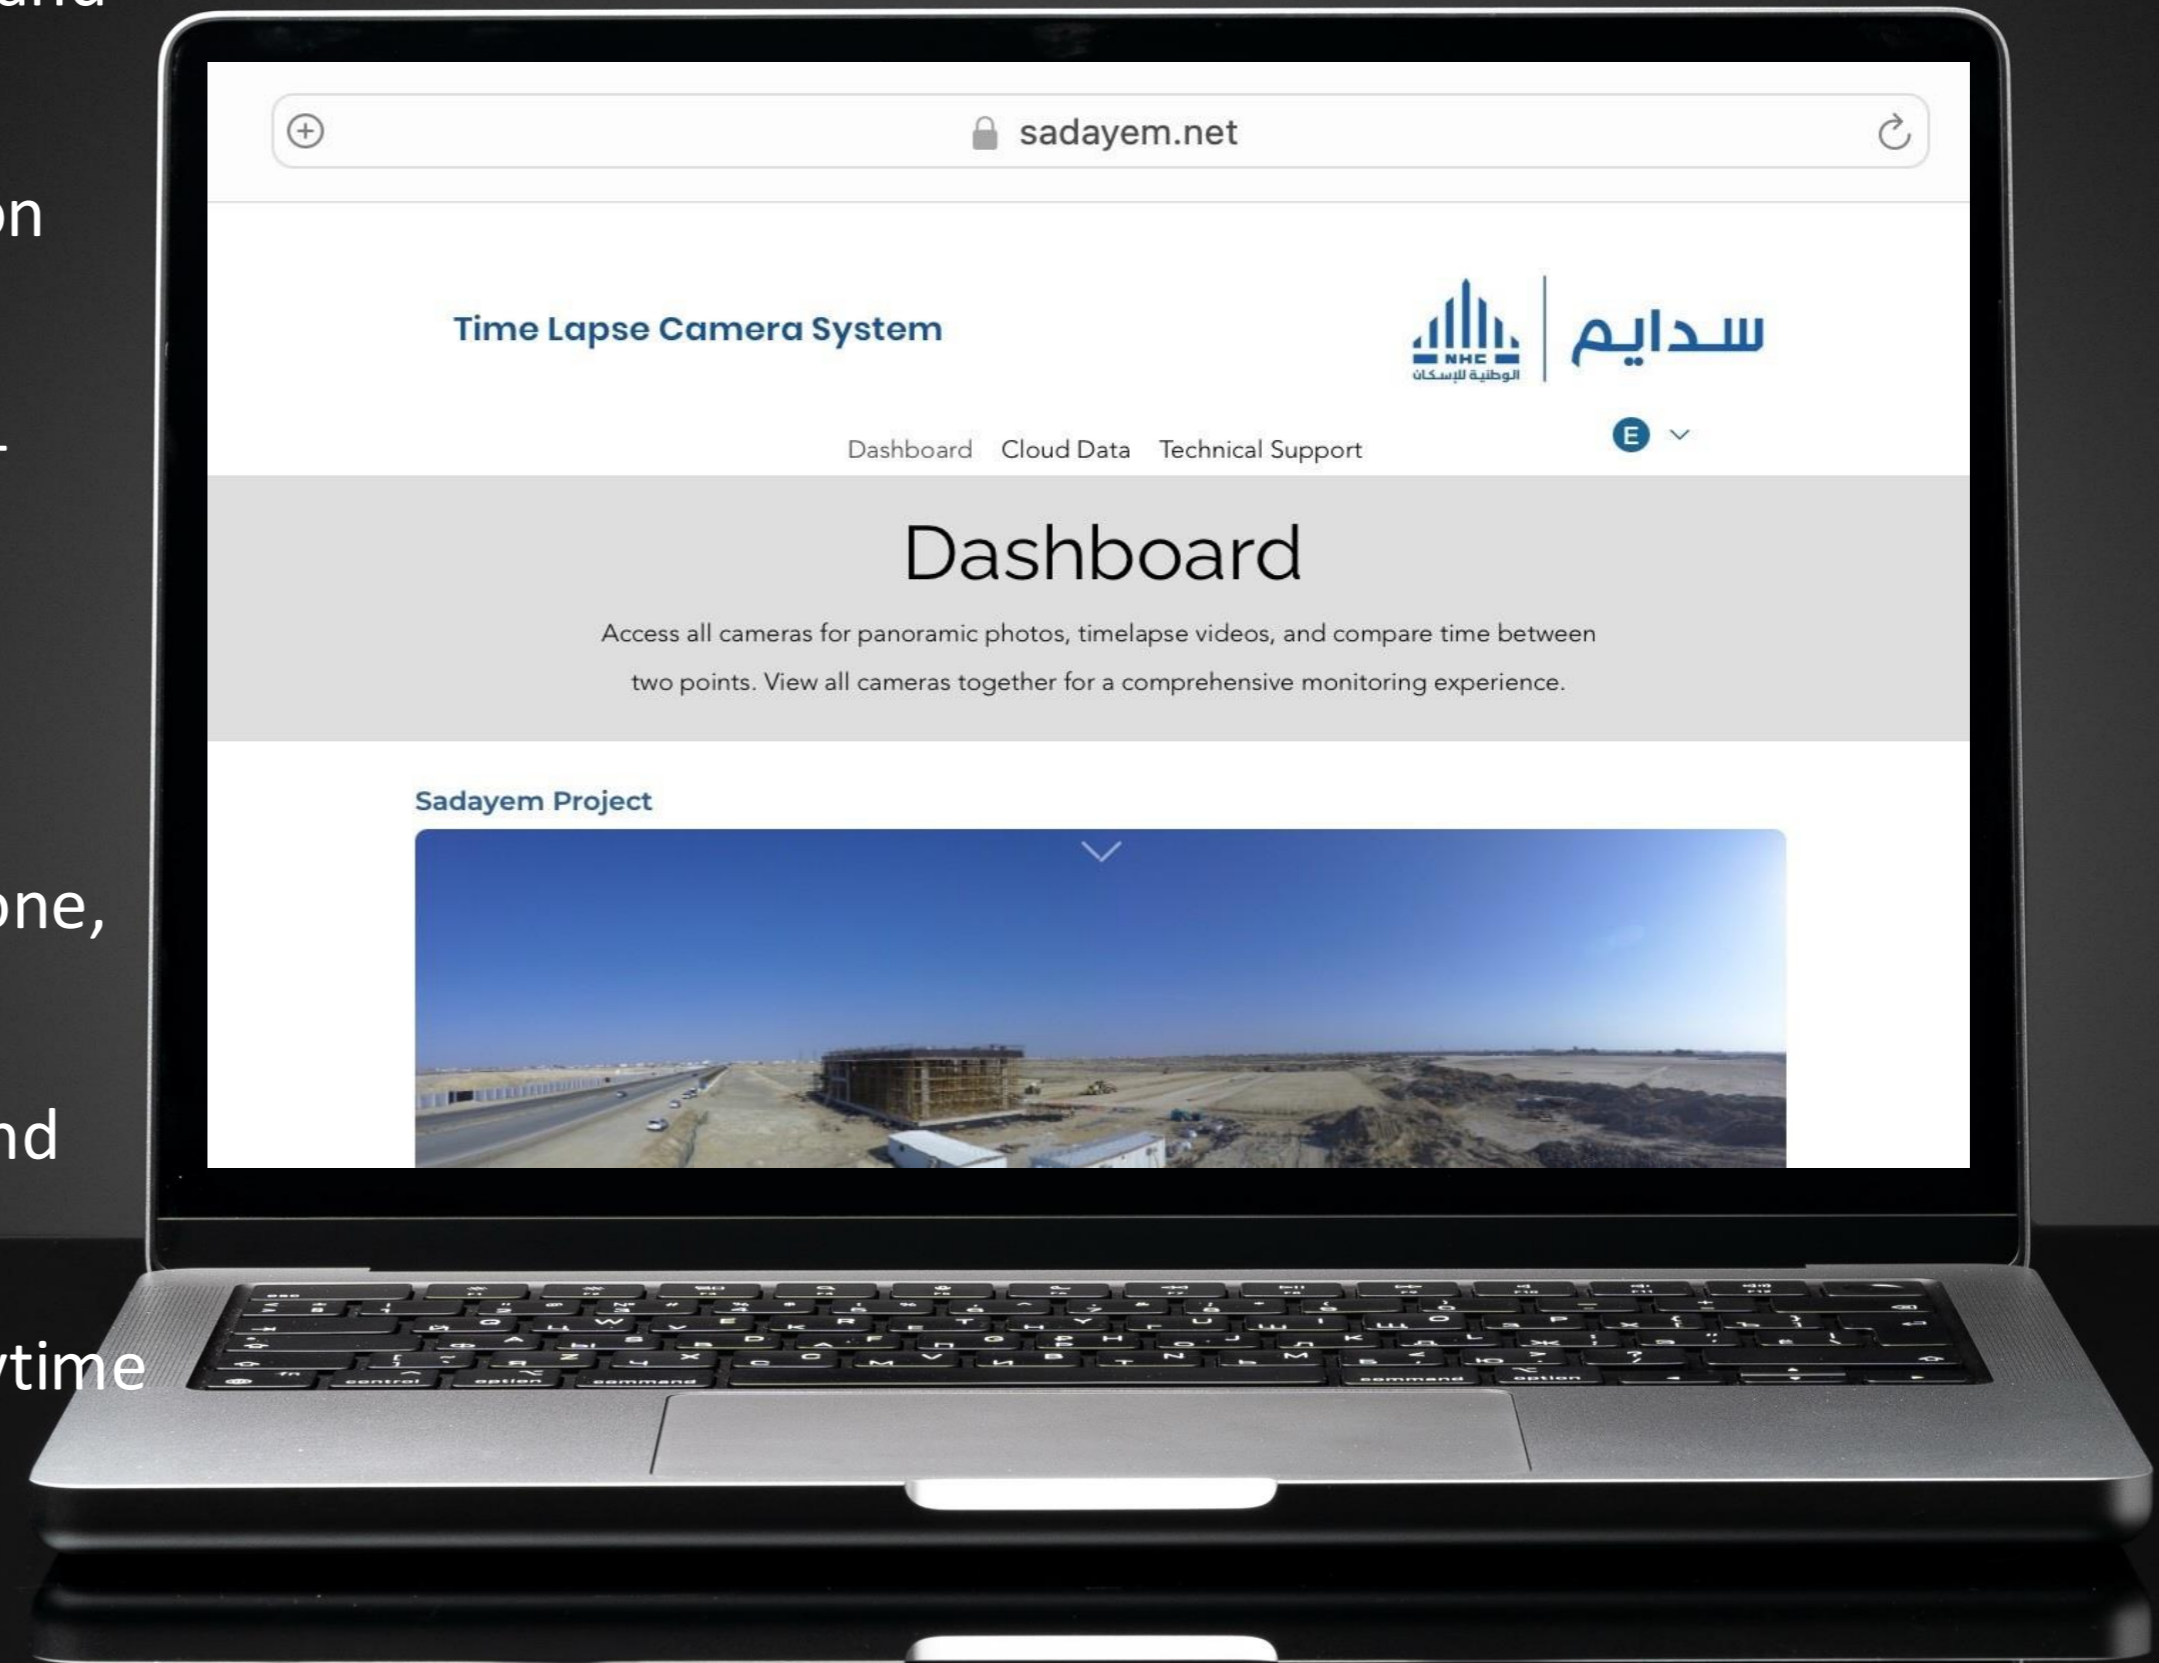 and
on
one,
nd
ytime
sadayem.net
Time Lapse Camera System
NHC
الوطنية للإسكان
سدايم
E
Dashboard Cloud Data Technical Support
Dashboard
Access all cameras for panoramic photos, timelapse videos, and compare time between
two points. View all cameras together for a comprehensive monitoring experience.
Sadayem Project
fn control option command command option